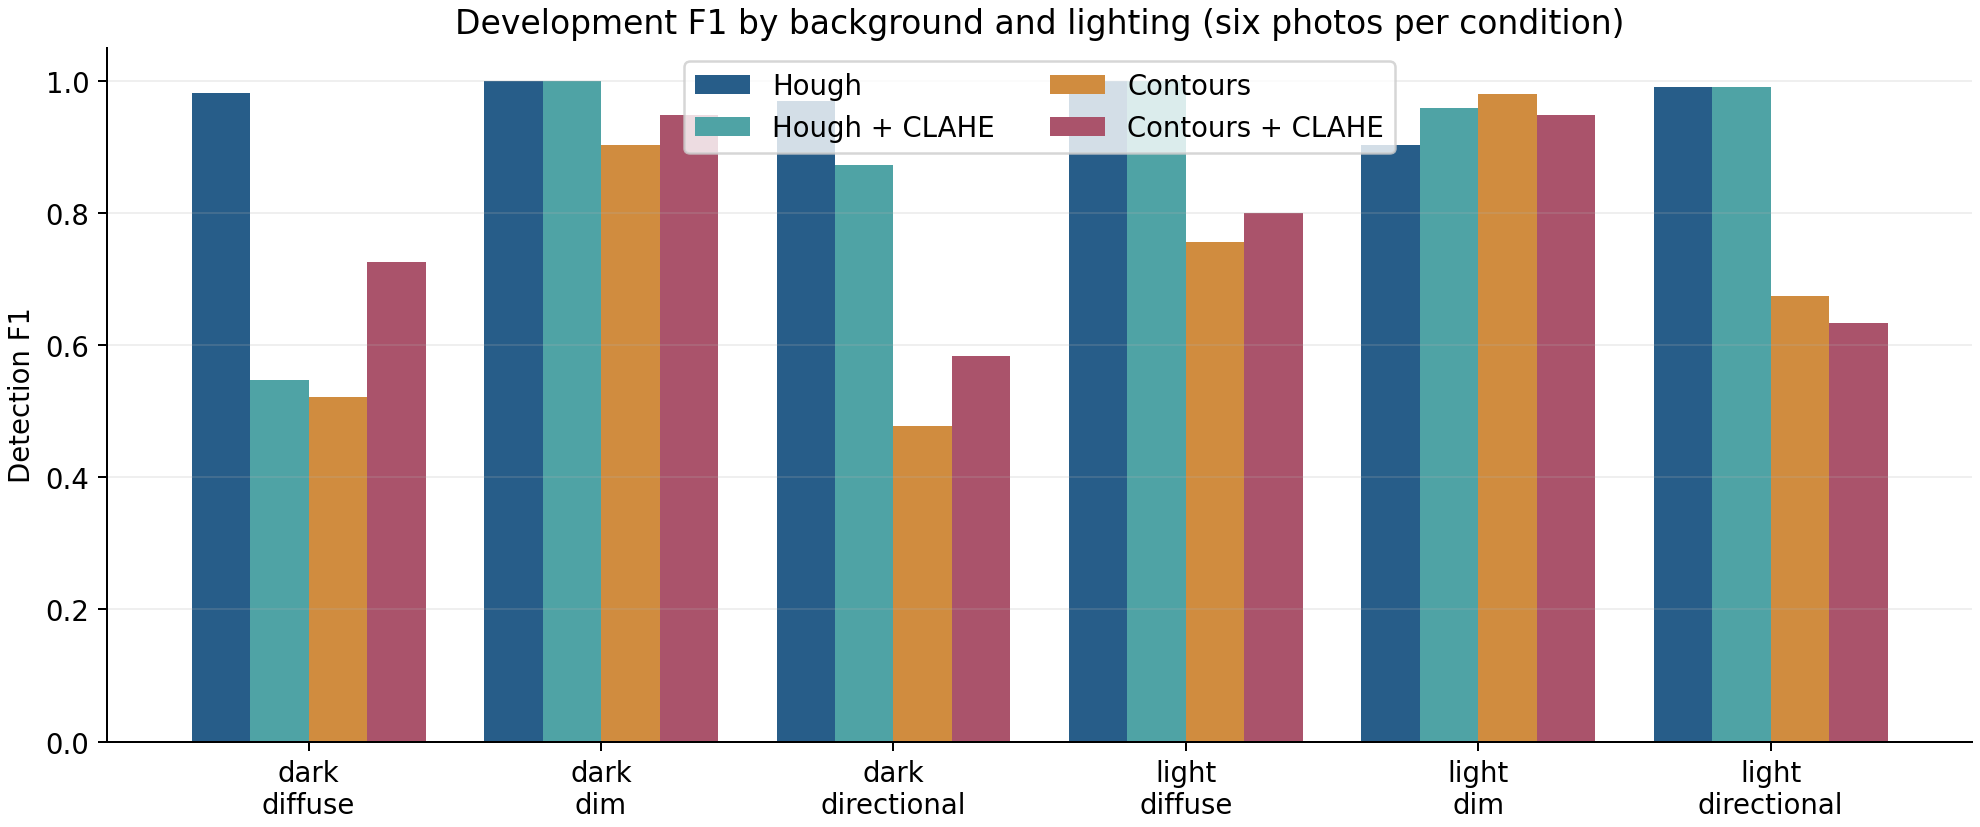 Development F1 by background and lighting (six photos per condition)
Hough
Hough + CLAHE
Contours
Contours + CLAHE
Detection F1
1.0
0.8
0.6
0.4
0.2
0.0
dark
diffuse
dark
dim
dark
directional
light
diffuse
light
dim
light
directional